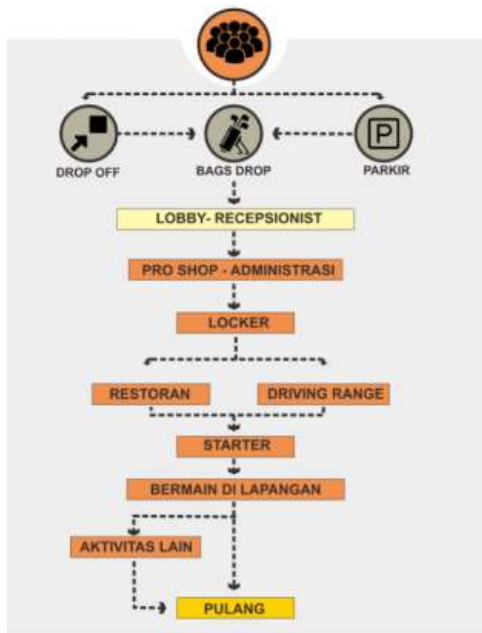 DROP OFF
BAGS DROP
P
PARKIR
LOBBY- RECEPSIONIST
PRO SHOP - ADMINISTRASI
LOCKER
RESTORAN
DRIVING RANGE
STARTER
BERMAIN DI LAPANGAN
AKTIVITAS LAIN
PULANG